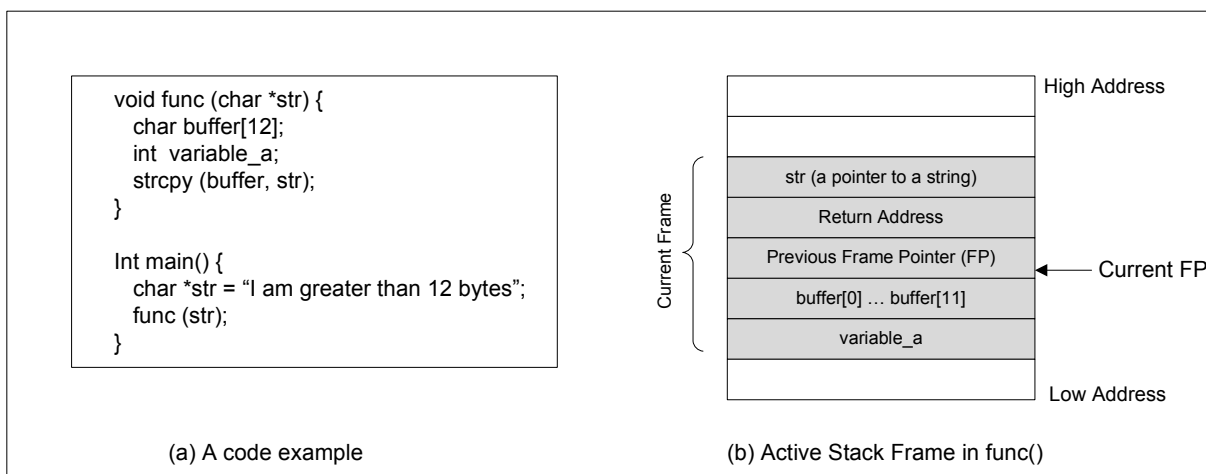 void func (char *str) {
char buffer[12];
int variable_a;
strcpy (buffer, str);
}
Int main() {
char *str = “I am greater than 12 bytes”;
func (str);
}
(a) A code example
High Address
Current Frame
str (a pointer to a string)
Return Address
Previous Frame Pointer (FP)
Current FP
buffer[0] … buffer[11]
variable_a
Low Address
(b) Active Stack Frame in func()